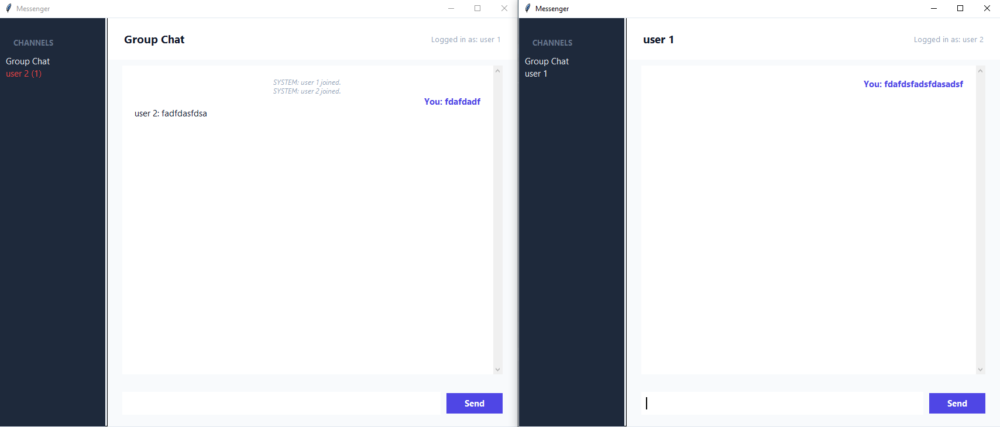 Messenger
CHANNELS
Group Chat
user 2 (1)
Group Chat
Logged in as: user 1
SYSTEM: user 1 joined.
SYSTEM: user 2 joined.
You: fdafdadf
user 2: fadfdasfdsa
Send
Messenger
CHANNELS
Group Chat
user 1
user 1
Logged in as: user 2
You: fdafdsfadsfdasadsf
Send